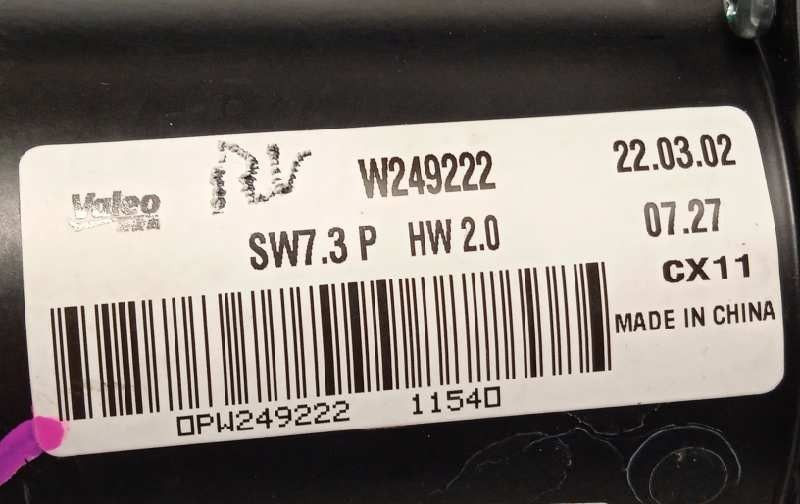 Valeo
W249222
22.03.02
SW7.3 P HW 2.0
07.27
CX11
MADE IN CHINA
0PW249222 11540